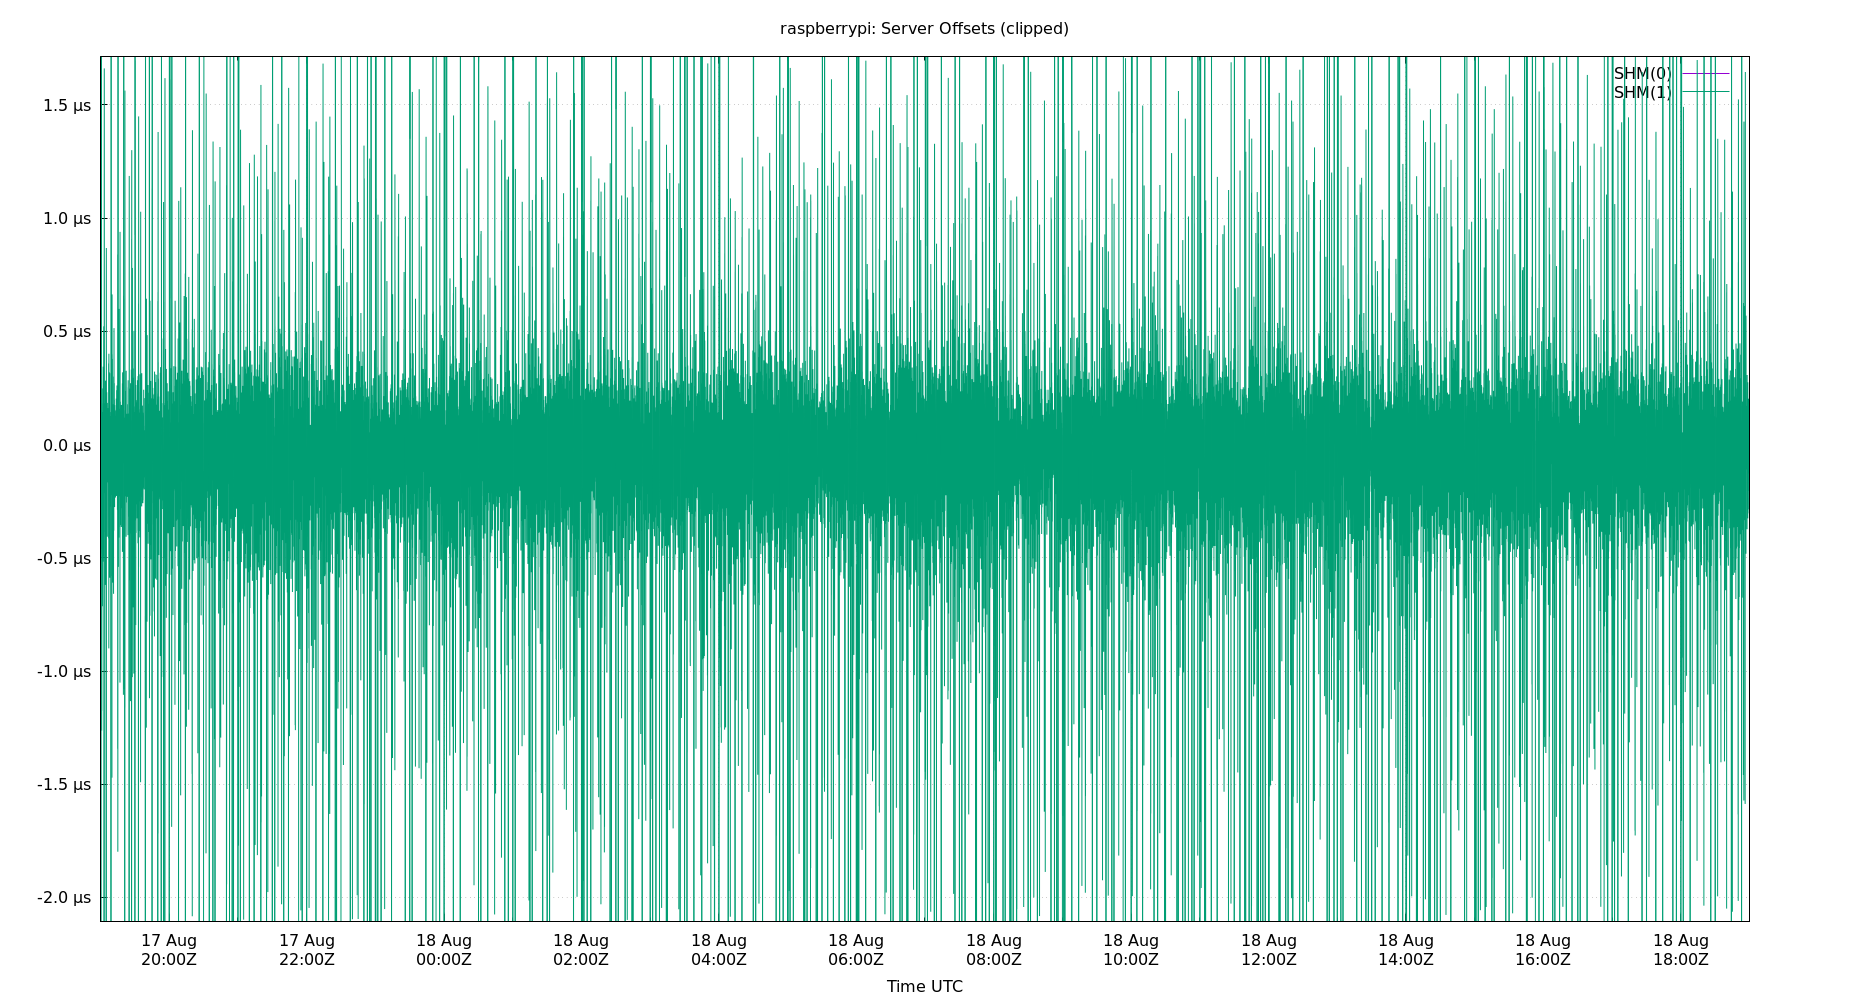 raspberrypi: Server Offsets (clipped)
SHM(0)
SHM(1)
1.5 µs
1.0 µs
0.5 µs
0.0 µs
-0.5 µs
-1.0 µs
-1.5 µs
-2.0 µs
17 Aug 17 Aug 18 Aug 18 Aug 18 Aug 18 Aug 18 Aug 18 Aug 18 Aug 18 Aug 18 Aug 18 Aug
20:00Z 22:00Z 00:00Z 02:00Z 04:00Z 06:00Z 08:00Z 10:00Z 12:00Z 14:00Z 16:00Z 18:00Z
Time UTC